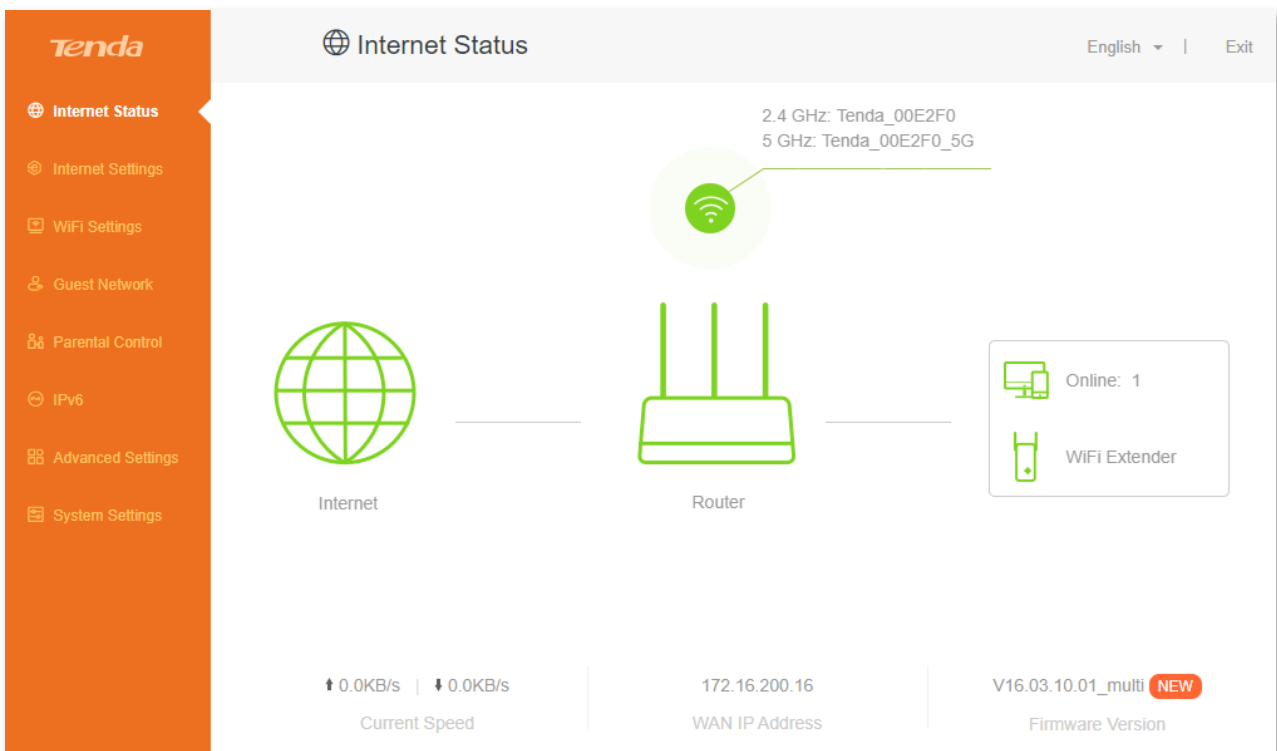 Tenda
Internet Status
English | Exit
Internet Status
Internet Settings
WiFi Settings
Guest Network
Parental Control
IPv6
Advanced Settings
System Settings
2.4 GHz: Tenda_00E2F0
5 GHz: Tenda_00E2F0_5G
Internet
Router
Online: 1
WiFi Extender
0.0KB/s | 0.0KB/s
Current Speed
172.16.200.16
WAN IP Address
V16.03.10.01_multi NEW
Firmware Version